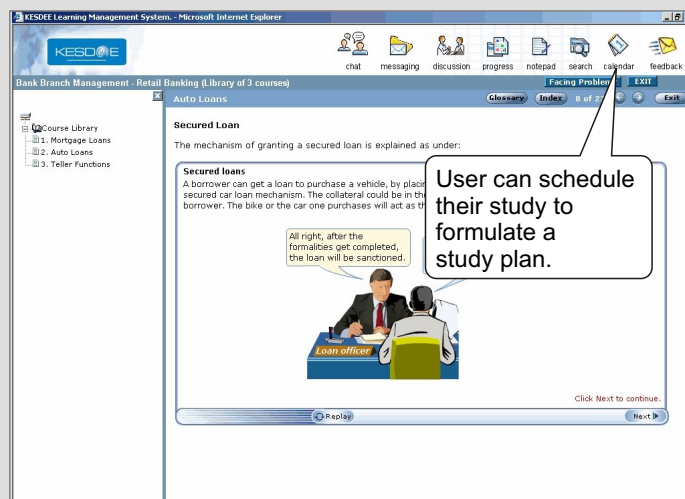 KESDEE Learning Management System. - Microsoft Internet Explorer
KESDEE
chat messaging discussion progress notepad search calendar feedback
Bank Branch Management - Retail Banking (Library of 3 courses)
Facing Problem EXIT
Auto Loans
Glossary Index 8 of Exit
Course Library
1. Mortgage Loans
2. Auto Loans
3. Teller Functions
Secured Loan
The mechanism of granting a secured loan is explained as under:
Secured loans
A borrower can get a loan to purchase a vehicle, by placin
secured car loan mechanism. The collateral could be in the
borrower. The bike or the car one purchases will act as th
User can schedule
their study to
formulate a
study plan.
All right, after the
formalities get completed,
the loan will be sanctioned.
Loan officer
Click Next to continue.
Replay
Next